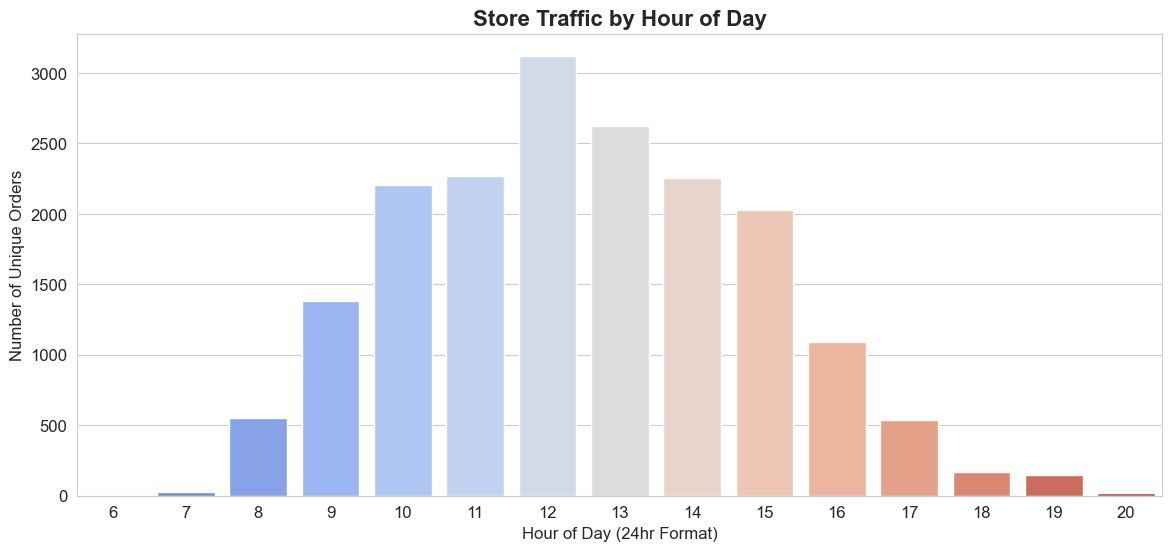 Store Traffic by Hour of Day
Number of Unique Orders
3000
2500
2000
1500
1000
500
0
6 7 8 9 10 11 12 13 14 15 16 17 18 19 20
Hour of Day (24hr Format)